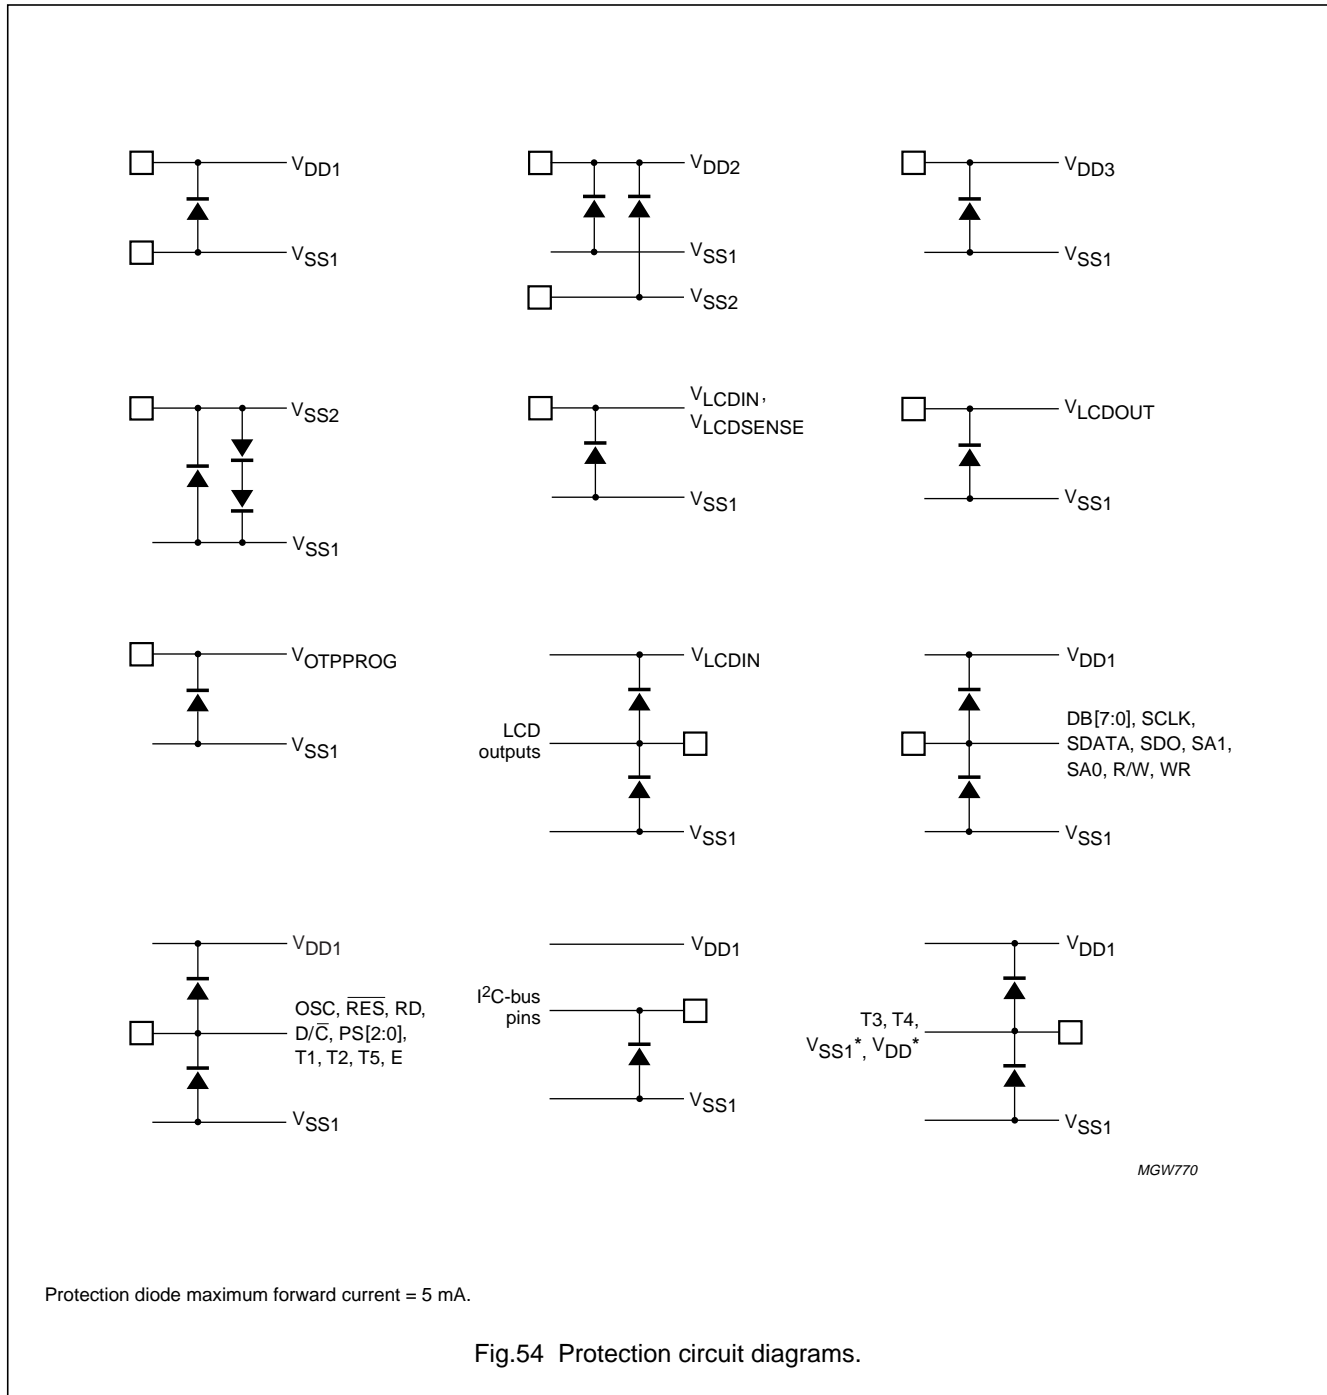 VDD1
VSS1
VDD2
VSS1
VSS2
VDD3
VSS1
VSS2
VSS1
VLCDIN,
VLCDSENSE
VSS1
VLCDOUT
VSS1
VOTPPROG
VSS1
VLCDIN
LCD
outputs
VSS1
VDD1
DB[7:0], SCLK,
SDATA, SDO, SA1,
SA0, R/W, WR
VSS1
VDD1
OSC, R̅E̅S̅, RD,
D/C̅, PS[2:0],
T1, T2, T5, E
VSS1
VDD1
I²C-bus
pins
VSS1
VDD1
T3, T4,
VSS1*, VDD*
VSS1
MGW770
Protection diode maximum forward current = 5 mA.
Fig.54 Protection circuit diagrams.